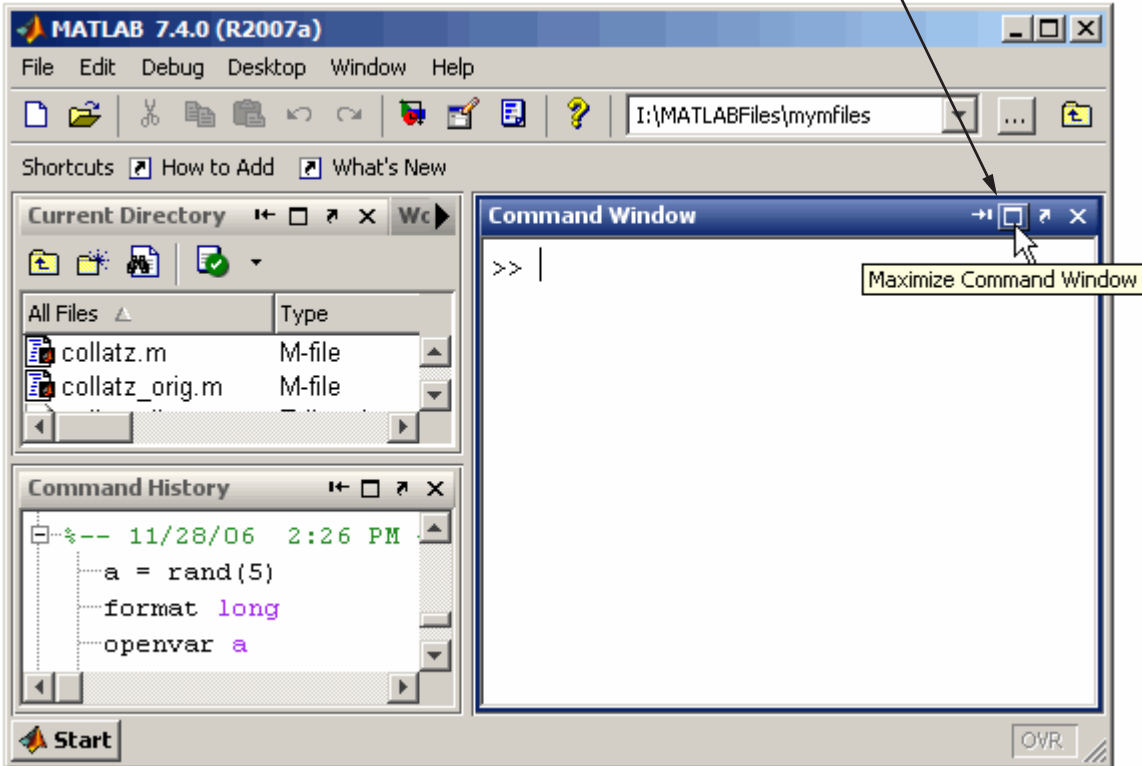 MATLAB 7.4.0 (R2007a)
File Edit Debug Desktop Window Help
I:\MATLABFiles\mymfiles ...
Shortcuts How to Add What's New
Current Directory
Command Window
>>
Maximize Command Window
All Files Type
collatz.m M-file
collatz_orig.m M-file
Command History
%-- 11/28/06 2:26 PM
a = rand(5)
format long
openvar a
Start
OVR